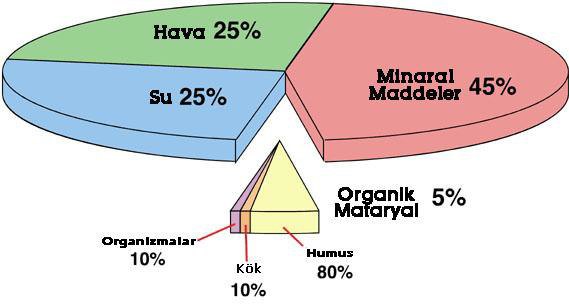 Hava 25%
Su 25%
Minaral
Maddeler 45%
Organik
Mataryal 5%
Organizmalar
10%
Kök
10%
Humus
80%